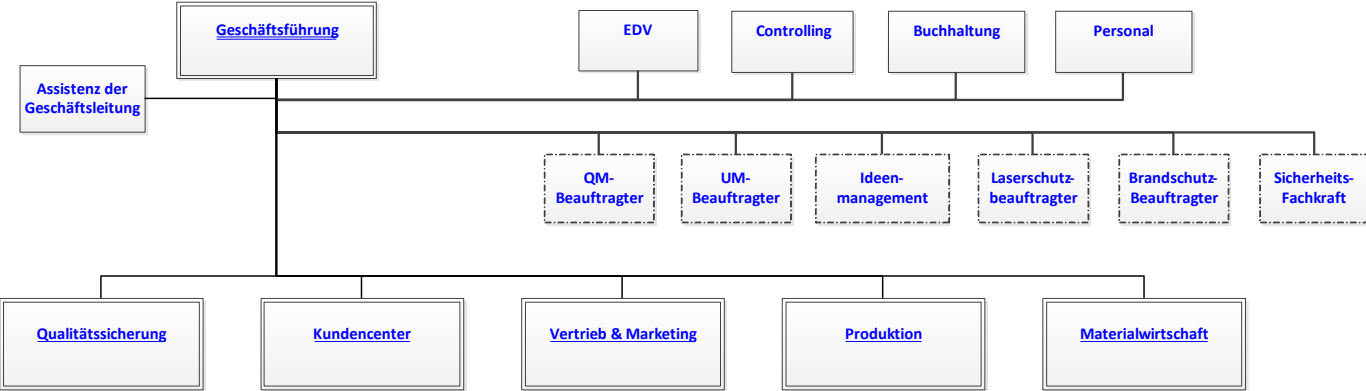 Geschäftsführung
EDV
Controlling
Buchhaltung
Personal
Assistenz der
Geschäftsleitung
QM-
Beauftragter
UM-
Beauftragter
Ideen-
management
Laserschutz-
beauftragter
Brandschutz-
Beauftragter
Sicherheits-
Fachkraft
Qualitätssicherung
Kundencenter
Vertrieb & Marketing
Produktion
Materialwirtschaft